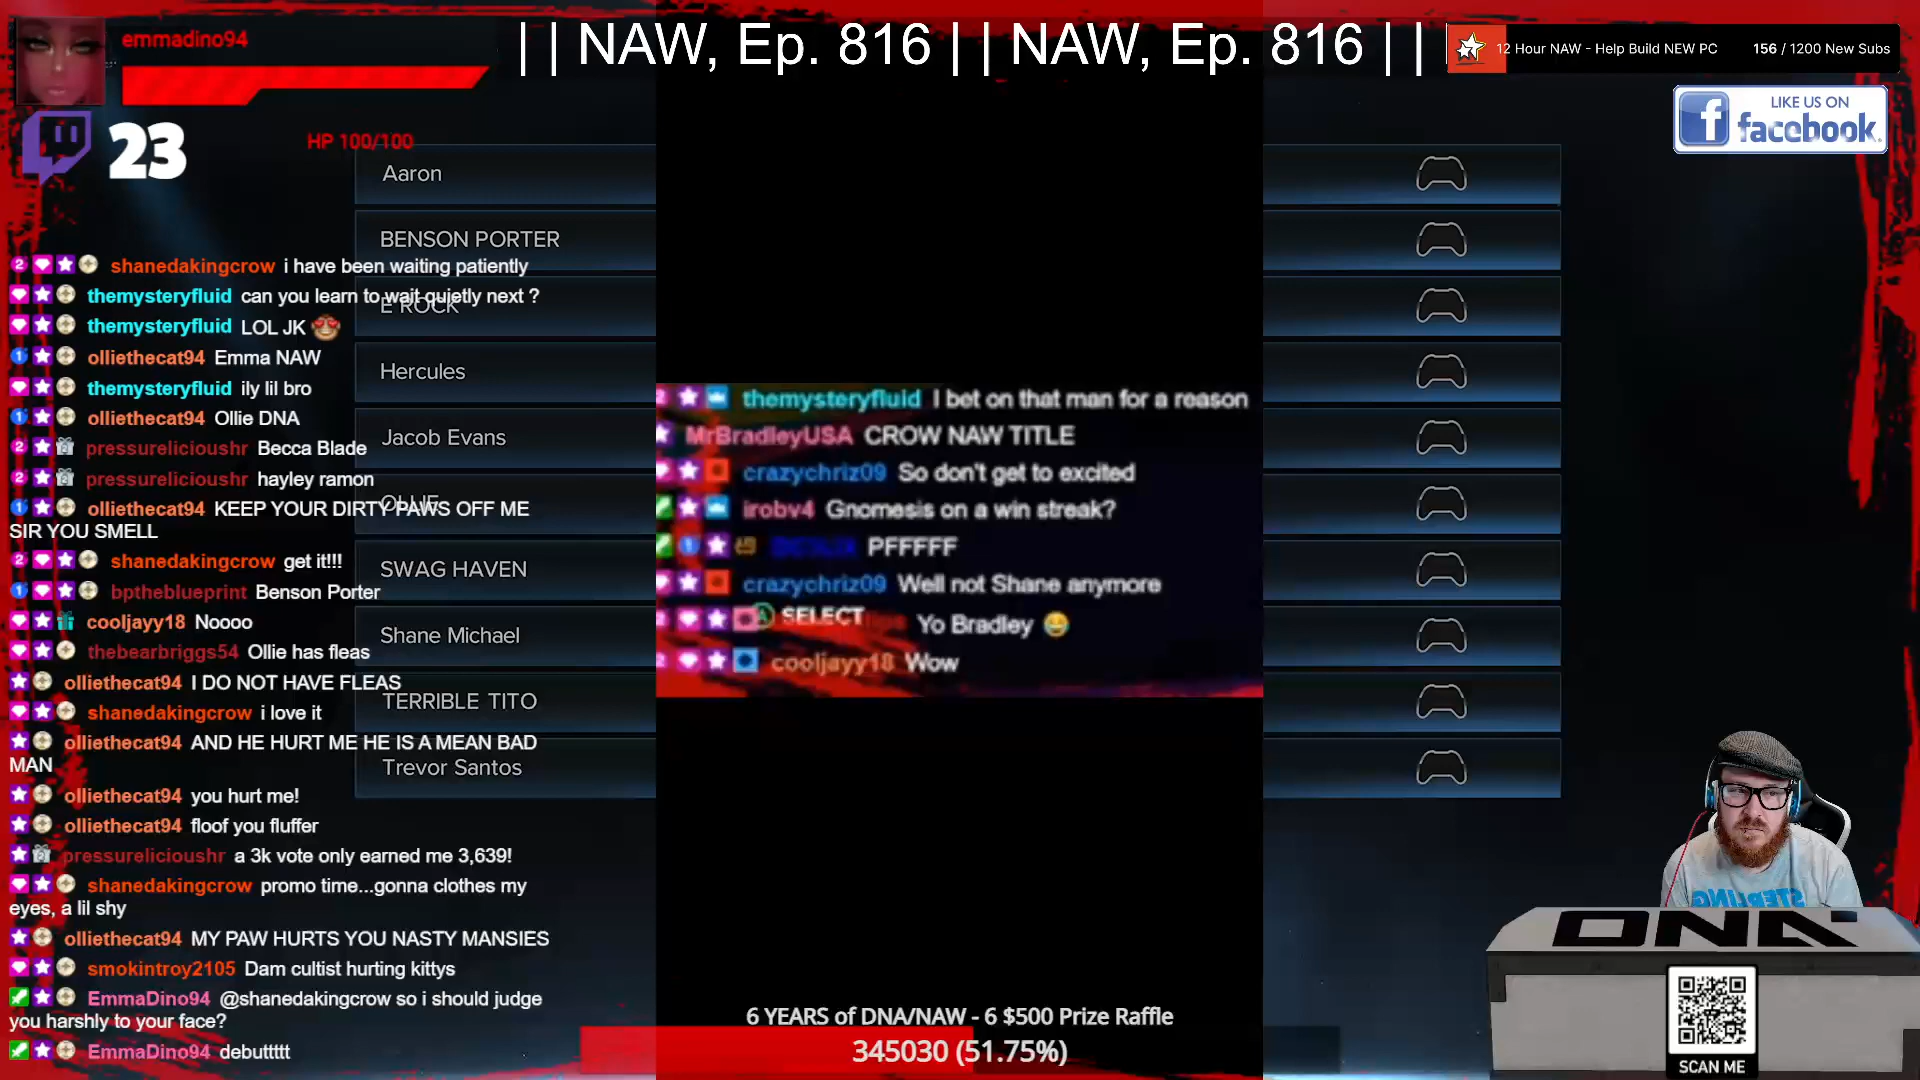 emmadino94
| | NAW, Ep. 816 | | NAW, Ep. 816 | |
12 Hour NAW - Help Build NEW PC 156 / 1200 New Subs
LIKE US ON
facebook.
23
HP 100/100
Aaron
BENSON PORTER
E ROCK
Hercules
Jacob Evans
OLLIE
SWAG HAVEN
Shane Michael
TERRIBLE TITO
Trevor Santos
shanedakingcrow i have been waiting patiently
themysteryfluid can you learn to wait quietly next ?
themysteryfluid LOL JK
olliethecat94 Emma NAW
themysteryfluid ily lil bro
olliethecat94 Ollie DNA
pressurelicioushr Becca Blade
pressurelicioushr hayley ramon
olliethecat94 KEEP YOUR DIRTY PAWS OFF ME
SIR YOU SMELL
shanedakingcrow get it!!!
bptheblueprint Benson Porter
cooljayy18 Noooo
thebearbriggs54 Ollie has fleas
olliethecat94 I DO NOT HAVE FLEAS
shanedakingcrow i love it
olliethecat94 AND HE HURT ME HE IS A MEAN BAD
MAN
olliethecat94 you hurt me!
olliethecat94 floof you fluffer
pressurelicioushr a 3k vote only earned me 3,639!
shanedakingcrow promo time...gonna clothes my
eyes, a lil shy
olliethecat94 MY PAW HURTS YOU NASTY MANSIES
smokintroy2105 Dam cultist hurting kittys
EmmaDino94 @shanedakingcrow so i should judge
you harshly to your face?
EmmaDino94 debuttttt
themysteryfluid I bet on that man for a reason
MrBradleyUSA CROW NAW TITLE
crazychriz09 So don't get to excited
irobv4 Gnomesis on a win streak?
PFFFFF
crazychriz09 Well not Shane anymore
SELECT
Yo Bradley
cooljayy18 Wow
6 YEARS of DNA/NAW - 6 $500 Prize Raffle
345030 (51.75%)
STERLING
DNA
SCAN ME